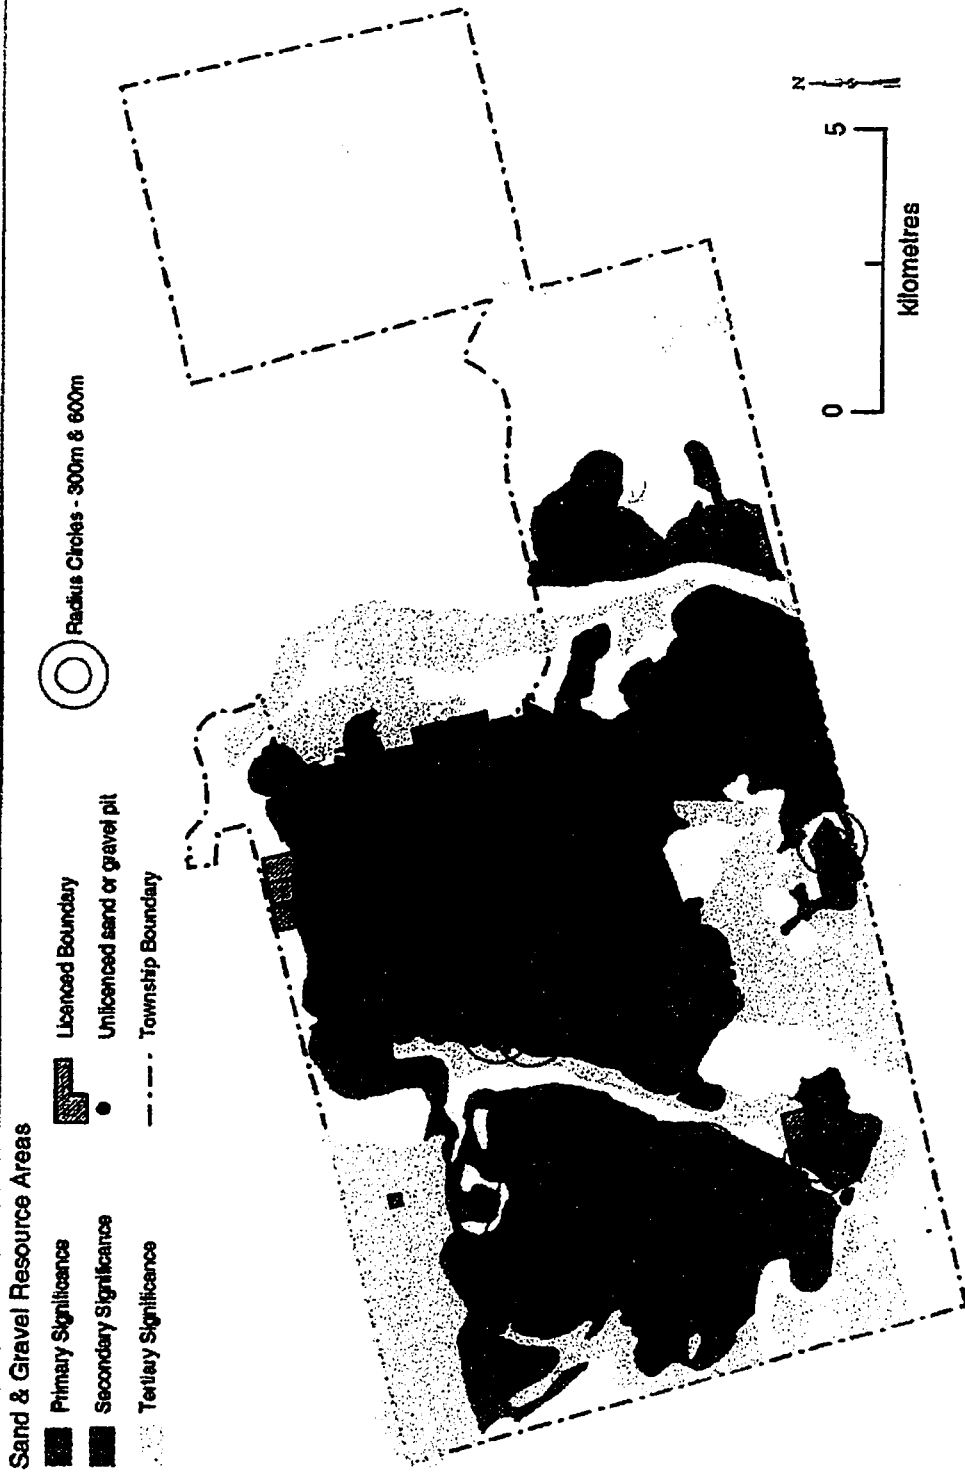 Sand & Gravel Resource Areas
Primary Significance
Secondary Significance
Tertiary Significance
Licenced Boundary
Unlicenced sand or gravel pit
Township Boundary
Radius Circles - 300m & 600m
N
0 5
kilometres